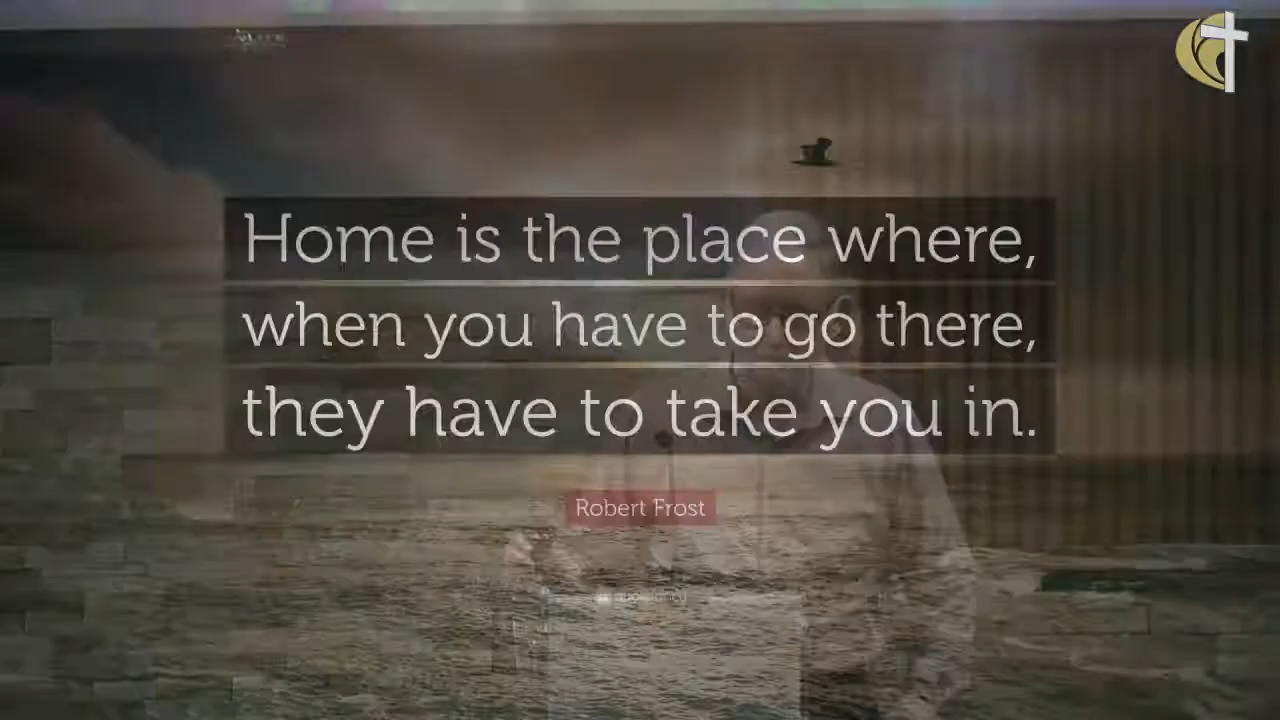 Home is the place where,
when you have to go there,
they have to take you in.
Robert Frost